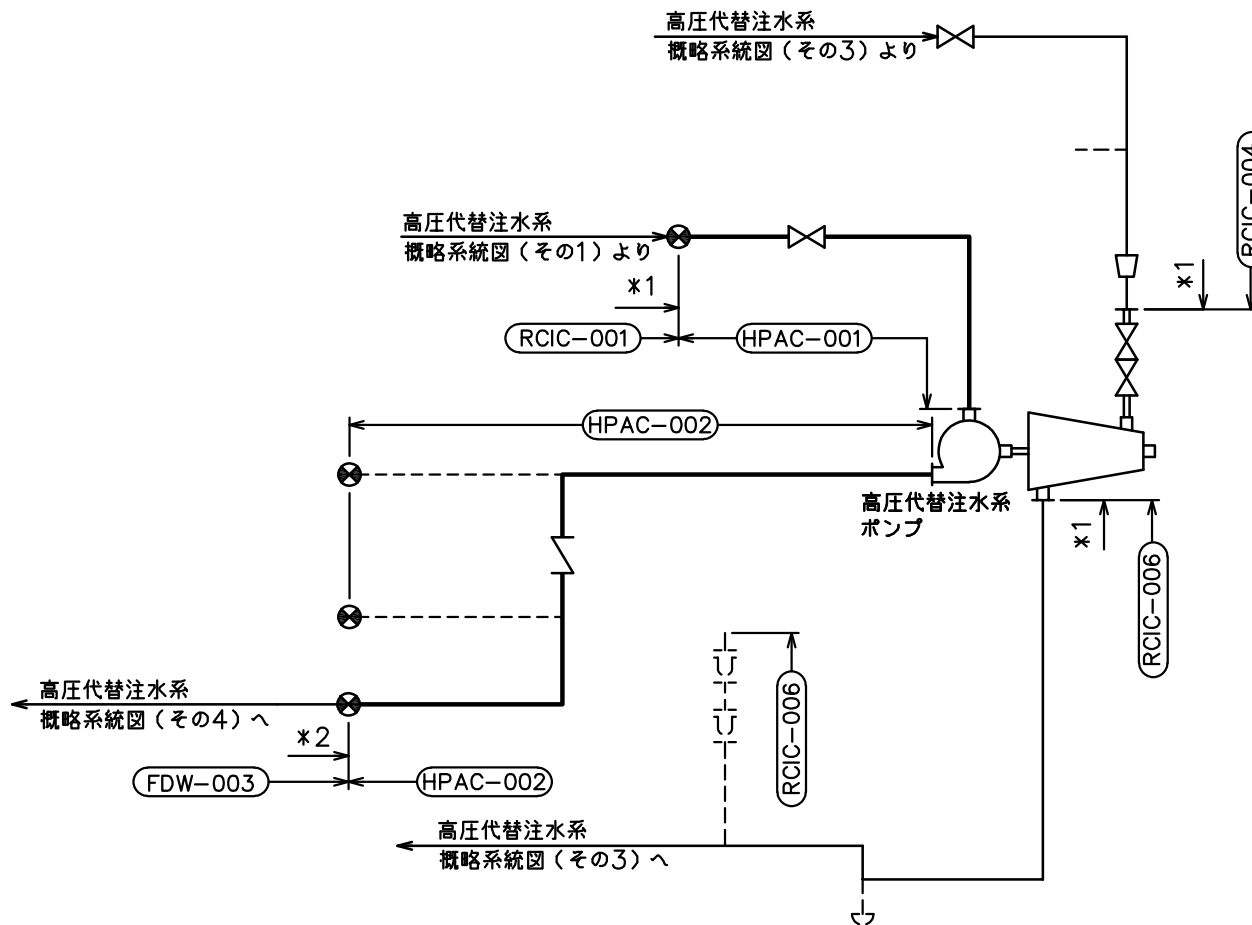 高圧代替注水系
概略系統図（その3）より
RCIC-004
高圧代替注水系
概略系統図（その1）より
*1
*1
RCIC-001
HPAC-001
HPAC-002
高圧代替注水系
ポンプ
*1
RCIC-006
RCIC-006
高圧代替注水系
概略系統図（その4）へ
*2
FDW-003
HPAC-002
高圧代替注水系
概略系統図（その3）へ